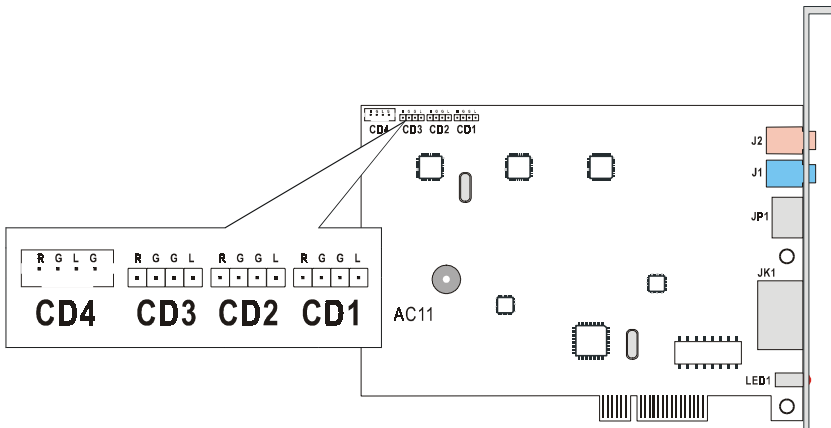 R G L G R G G L R G G L R G G L
CD4 CD3 CD2 CD1
J2
J1
JP1
JK1
R G L G R G G L R G G L R G G L
CD4 CD3 CD2 CD1
AC11
LED1